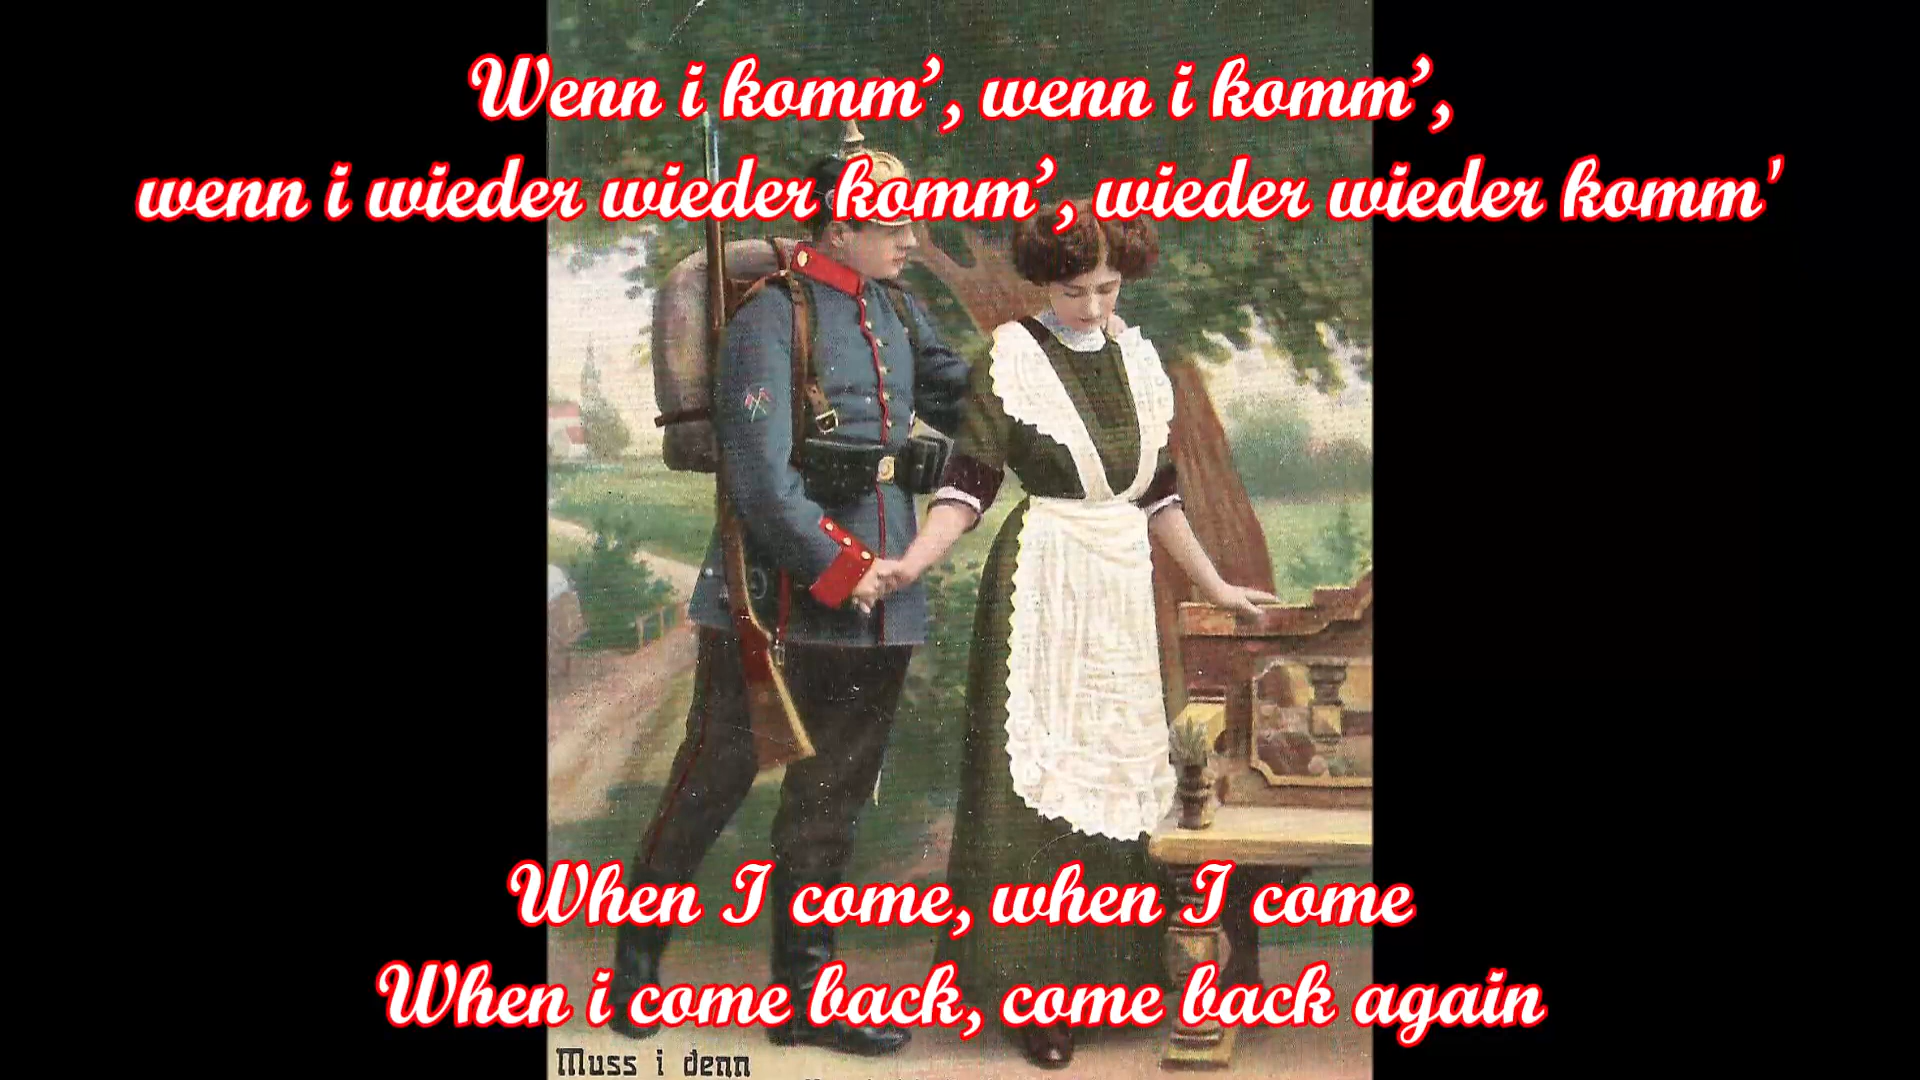 Wenn i komm’, wenn i komm’,
wenn i wieder wieder komm’, wieder wieder komm'
When I come, when I come
When i come back, come back again
Muss i denn